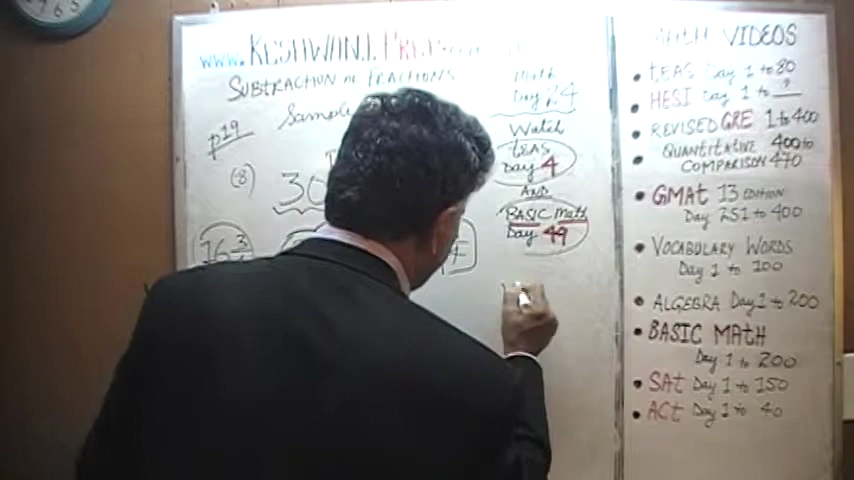 www. KESHWANI PREP
SUBTRACTION OF FRACTIONS
Sample
p19
(8)
30
16 3
Math
Day 24
Watch
TEAS
Day 4
AND
BASIC Math
Day 49
MATH VIDEOS
• TEAS Day 1 to 80
• HESI Day 1 to ?
• REVISED GRE 1 to 400
• QUANTITATIVE 400 to
COMPARISON 470
• GMAT 13 EDITION
Day 251 to 400
• VOCABULARY WORDS
Day 1 to 100
• ALGEBRA Day 1 to 200
• BASIC MATH
Day 1 to 200
• SAT Day 1 to 150
• ACT Day 1 to 40